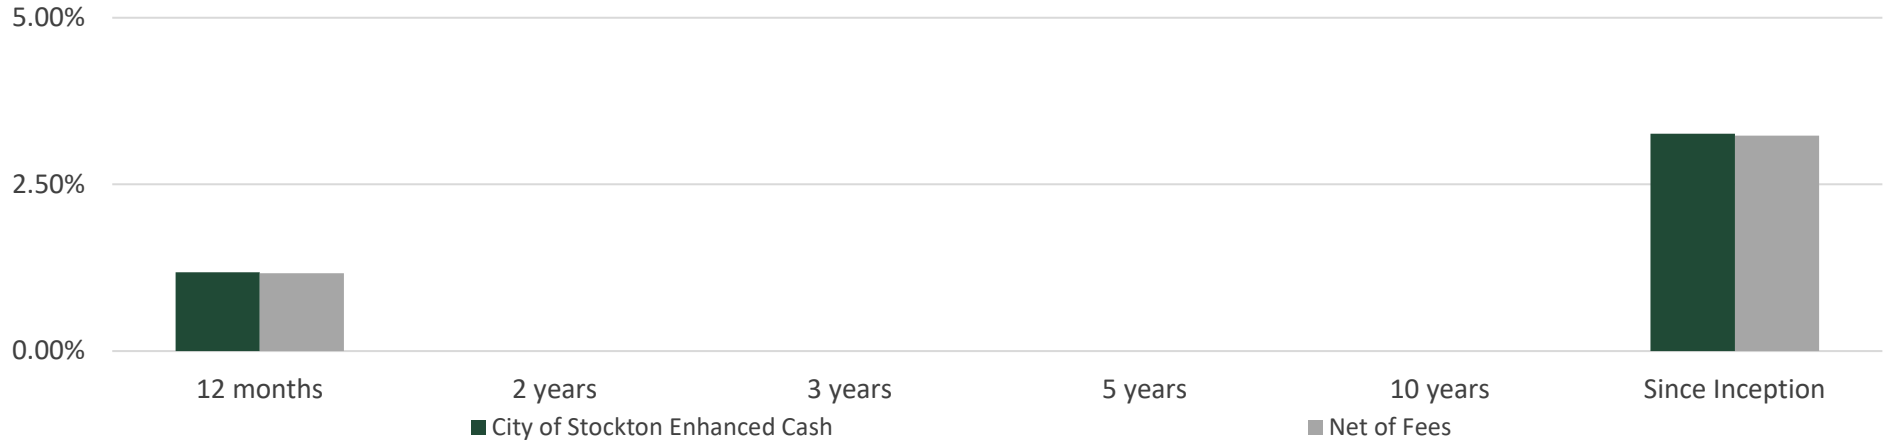 5.00%
2.50%
0.00%
12 months 2 years 3 years 5 years 10 years Since Inception
City of Stockton Enhanced Cash Net of Fees